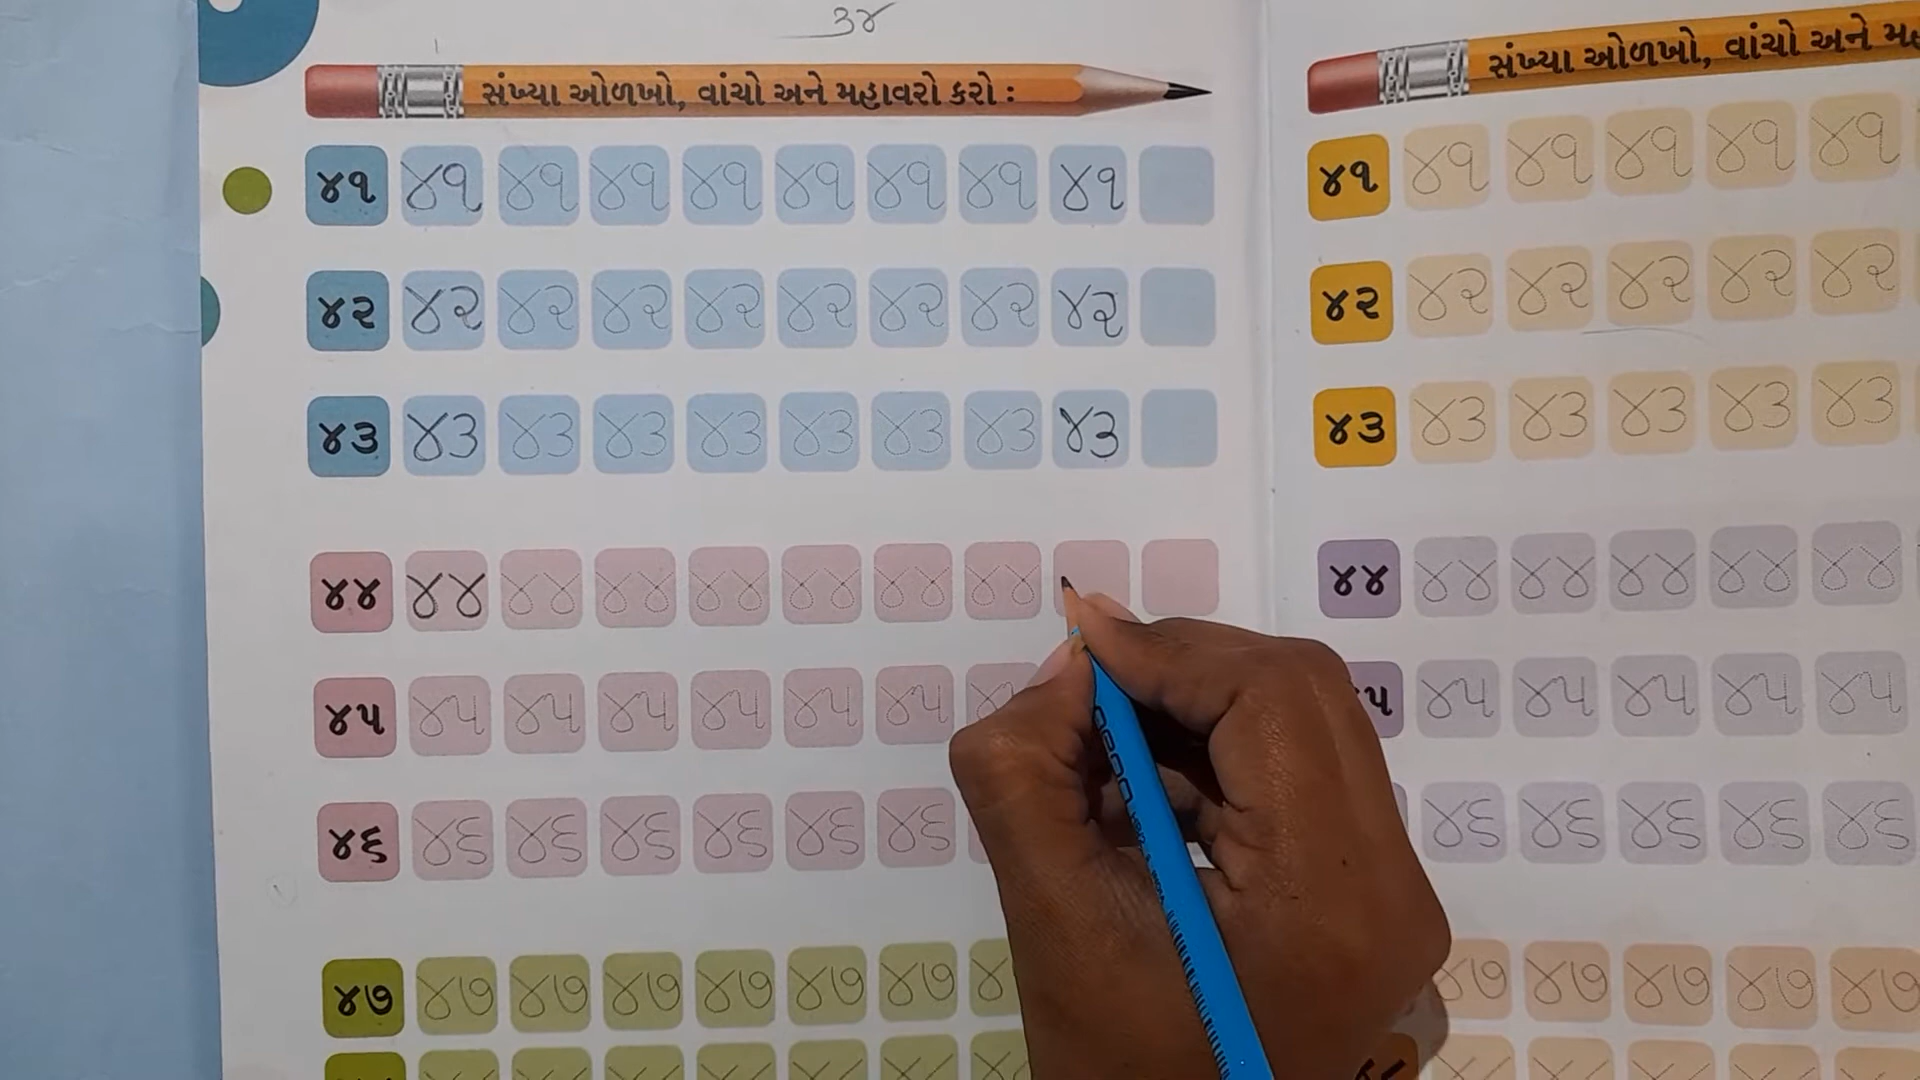 ૩૪
સંખ્યા ઓળખો, વાંચો અને મહાવરો કરો :
૪૧ ૪૧ ૪૧ ૪૧ ૪૧ ૪૧ ૪૧ ૪૧ ૪૧
૪૨ ૪૨ ૪૨ ૪૨ ૪૨ ૪૨ ૪૨ ૪૨ ૪૨
૪૩ ૪૩ ૪૩ ૪૩ ૪૩ ૪૩ ૪૩ ૪૩ ૪૩
૪૪ ૪૪ ૪૪ ૪૪ ૪૪ ૪૪ ૪૪ ૪૪
૪૫ ૪૫ ૪૫ ૪૫ ૪૫ ૪૫ ૪૫
૪૬ ૪૬ ૪૬ ૪૬ ૪૬ ૪૬ ૪૬
૪૭ ૪૭ ૪૭ ૪૭ ૪૭ ૪૭ ૪૭
સંખ્યા ઓળખો, વાંચો અને
૪૧ ૪૧ ૪૧ ૪૧ ૪૧ ૪૧
૪૨ ૪૨ ૪૨ ૪૨ ૪૨ ૪૨
૪૩ ૪૩ ૪૩ ૪૩ ૪૩ ૪૩
૪૪ ૪૪ ૪૪ ૪૪ ૪૪ ૪૪
૪૫ ૪૫ ૪૫ ૪૫ ૪૫
૪૬ ૪૬ ૪૬ ૪૬ ૪૬
૪૭ ૪૭ ૪૭ ૪૭ ૪૭